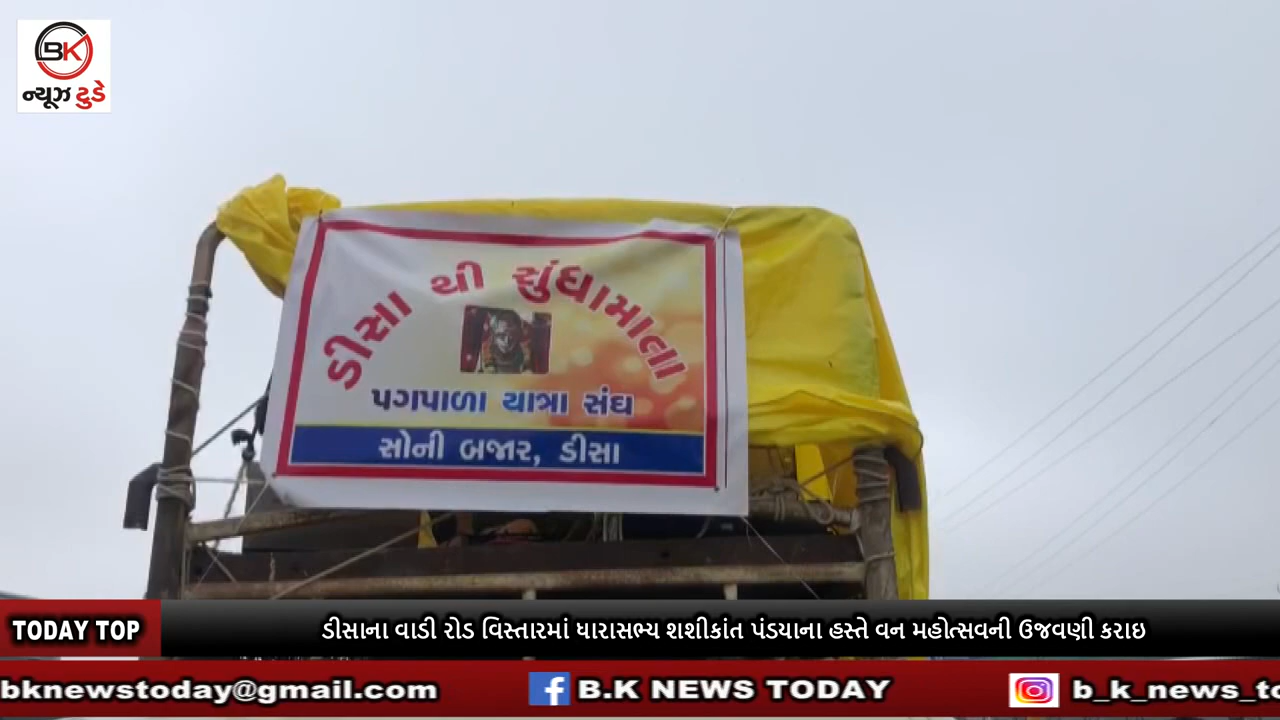 BK
ન્યૂઝ ટુડે
ડીસા થી સુંધામાતા
પગપાળા યાત્રા સંઘ
સોની બજાર, ડીસા
TODAY TOP
ડીસાના વાડી રોડ વિસ્તારમાં ધારાસભ્ય શશીકાંત પંડયાના હસ્તે વન મહોત્સવની ઉજવણી કરાઇ
bknewstoday@gmail.com B.K NEWS TODAY b_k_news_to